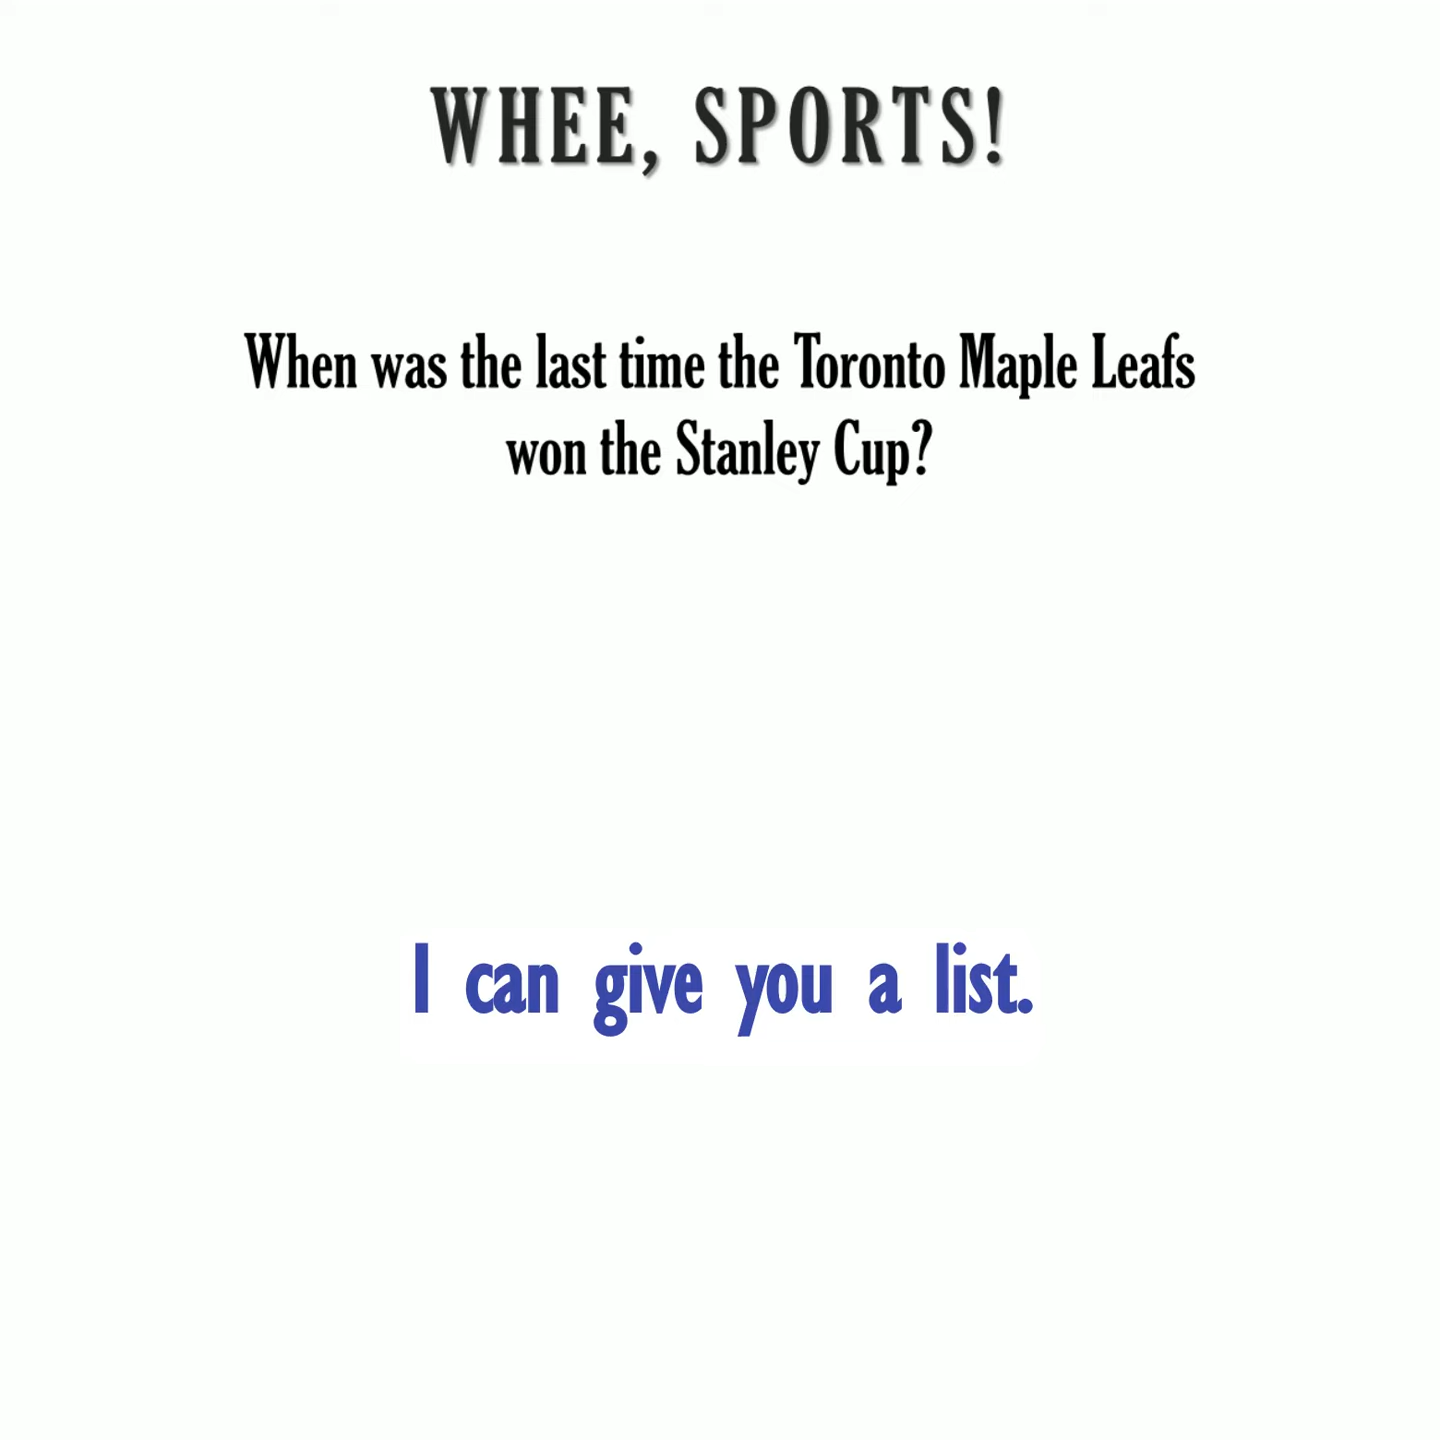 WHEE, SPORTS!
When was the last time the Toronto Maple Leafs
won the Stanley Cup?
I can give you a list.